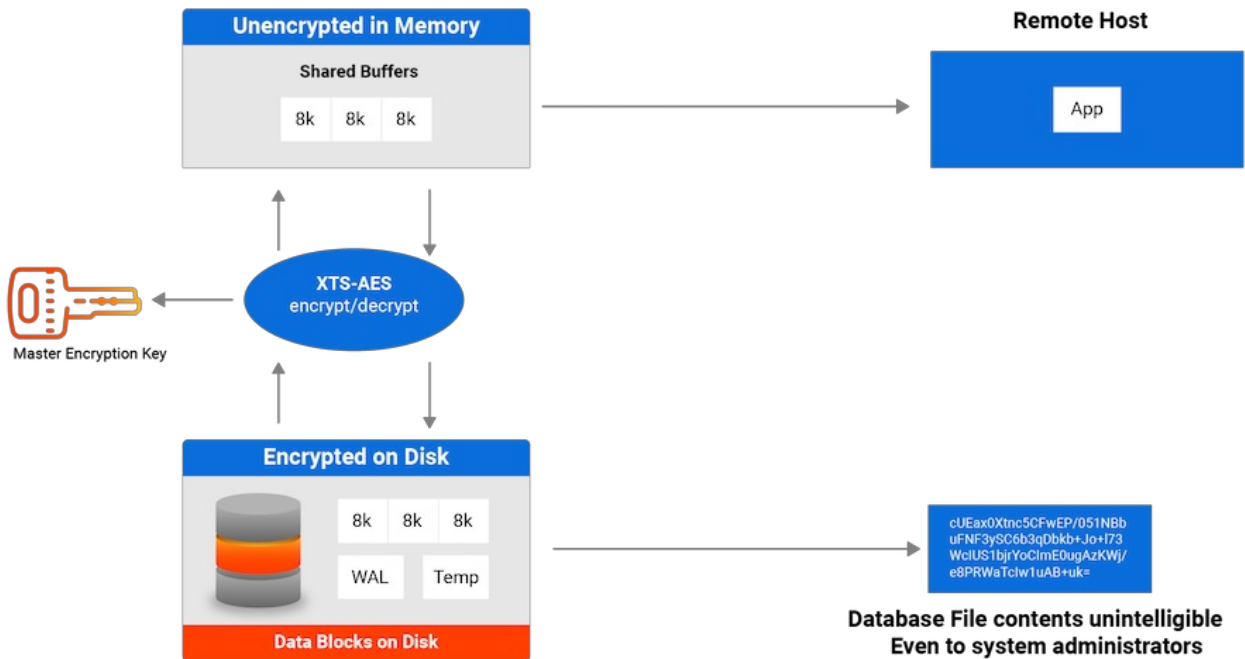 Unencrypted in Memory
Shared Buffers
8k 8k 8k
Remote Host
App
XTS-AES
encrypt/decrypt
Master Encryption Key
Encrypted on Disk
8k 8k 8k
WAL Temp
Data Blocks on Disk
cUEax0Xtnc5CFwEP/051NBb
uFNF3ySC6b3qDbkb+Jo+l73
WcIUS1bjrYoCImE0ugAzKWj/
e8PRWaTcIw1uAB+uk=
Database File contents unintelligible
Even to system administrators